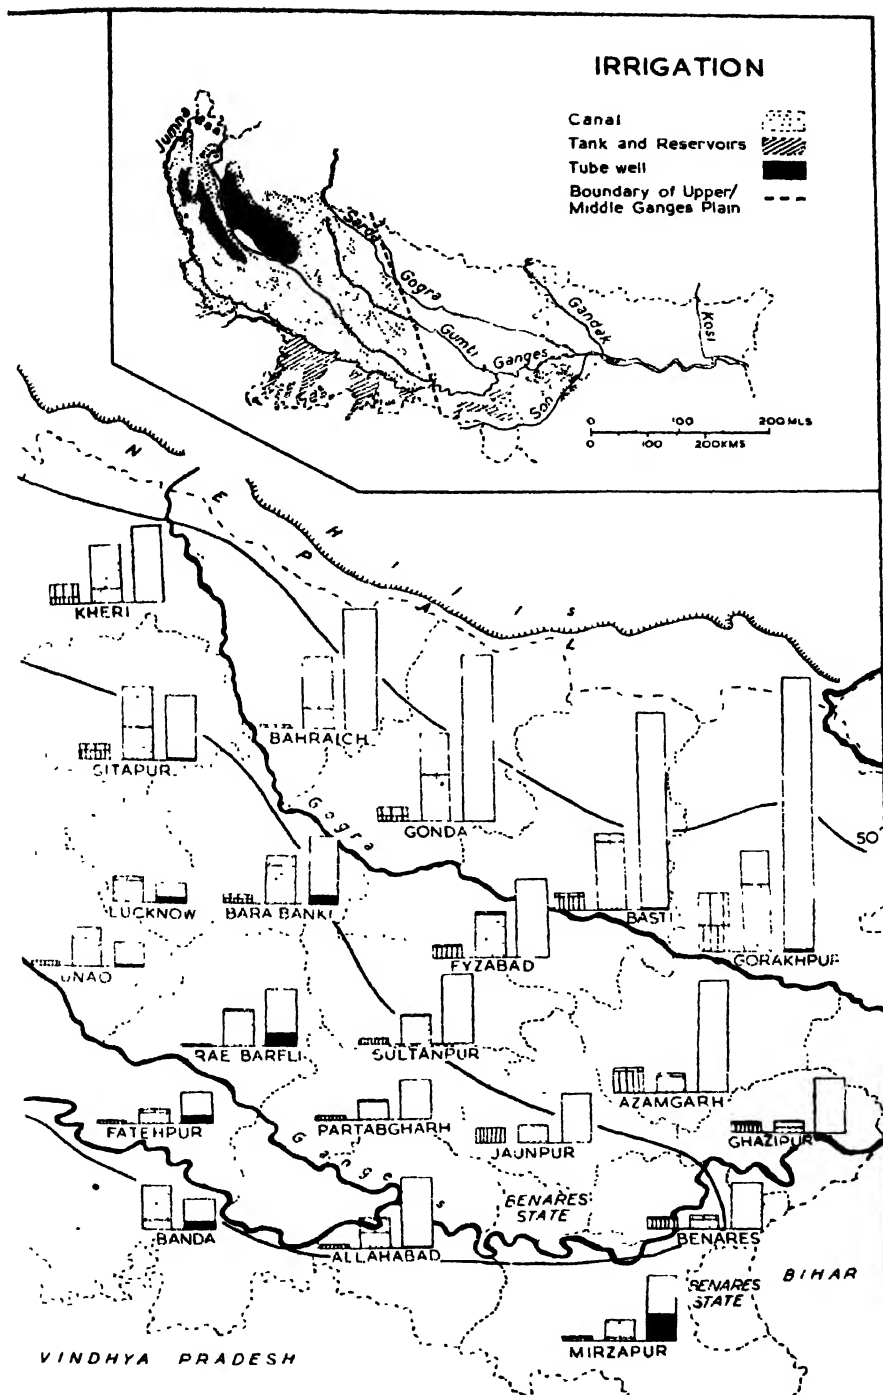 IRRIGATION
Canal
Tank and Reservoirs
Tube well
Boundary of Upper/
Middle Ganges Plain
Jumna
Sarda
Gogra
Gumti
Ganges
Gandak
Kosi
Son
0 100 200 MLS
0 100 200 KMS
N E P A L
H I L L S
KHERI
BAHRAICH
SITAPUR
GONDA
Gogra
50
LUCKNOW
BARA BANKI
BASTI
GORAKHPUR
UNAO
FYZABAD
RAE BARELI
SULTANPUR
AZAMGARH
FATEHPUR
PARTABGHARH
JAUNPUR
GHAZIPUR
Ganges
BENARES
STATE
BANDA
ALLAHABAD
BENARES
BIHAR
BENARES
STATE
MIRZAPUR
VINDHYA PRADESH